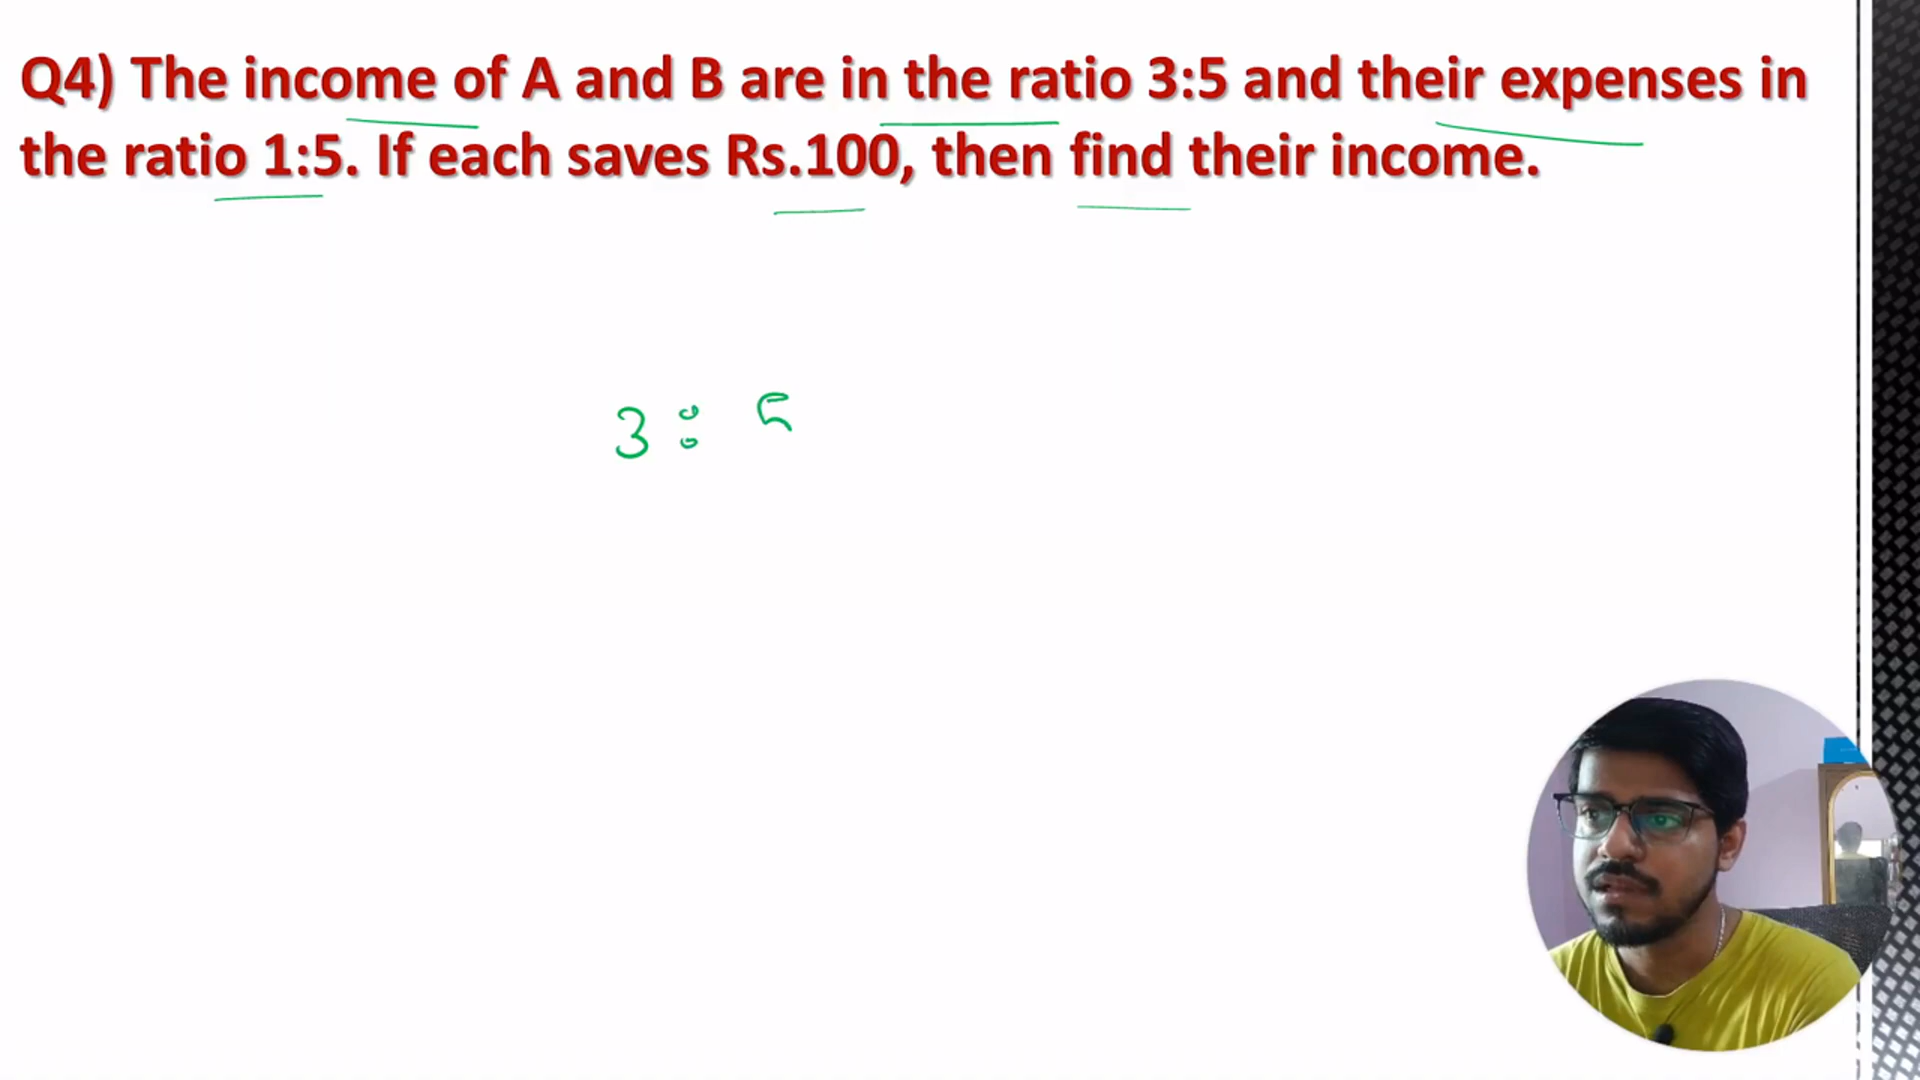 Q4) The income of A and B are in the ratio 3:5 and their expenses in
the ratio 1:5. If each saves Rs.100, then find their income.
3 : 5